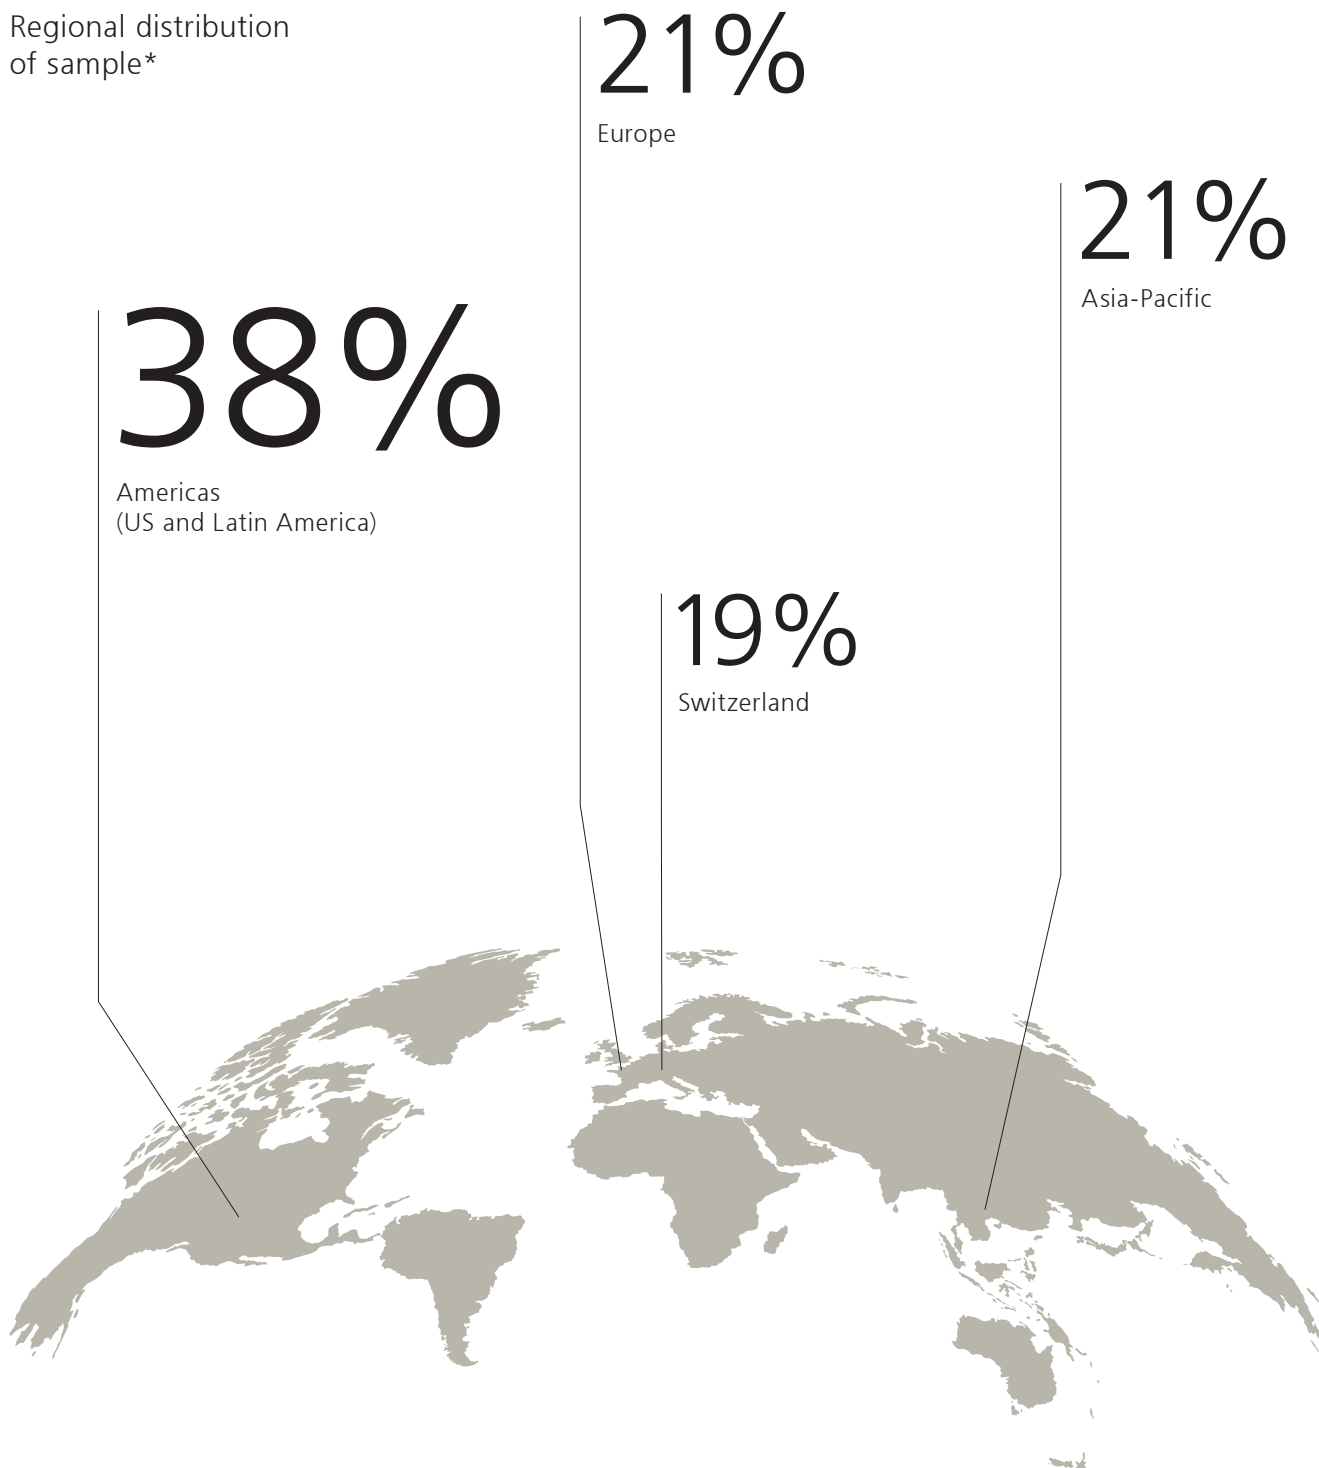 Regional distribution
of sample*
21%
Europe
21%
Asia-Pacific
38%
Americas
(US and Latin America)
19%
Switzerland